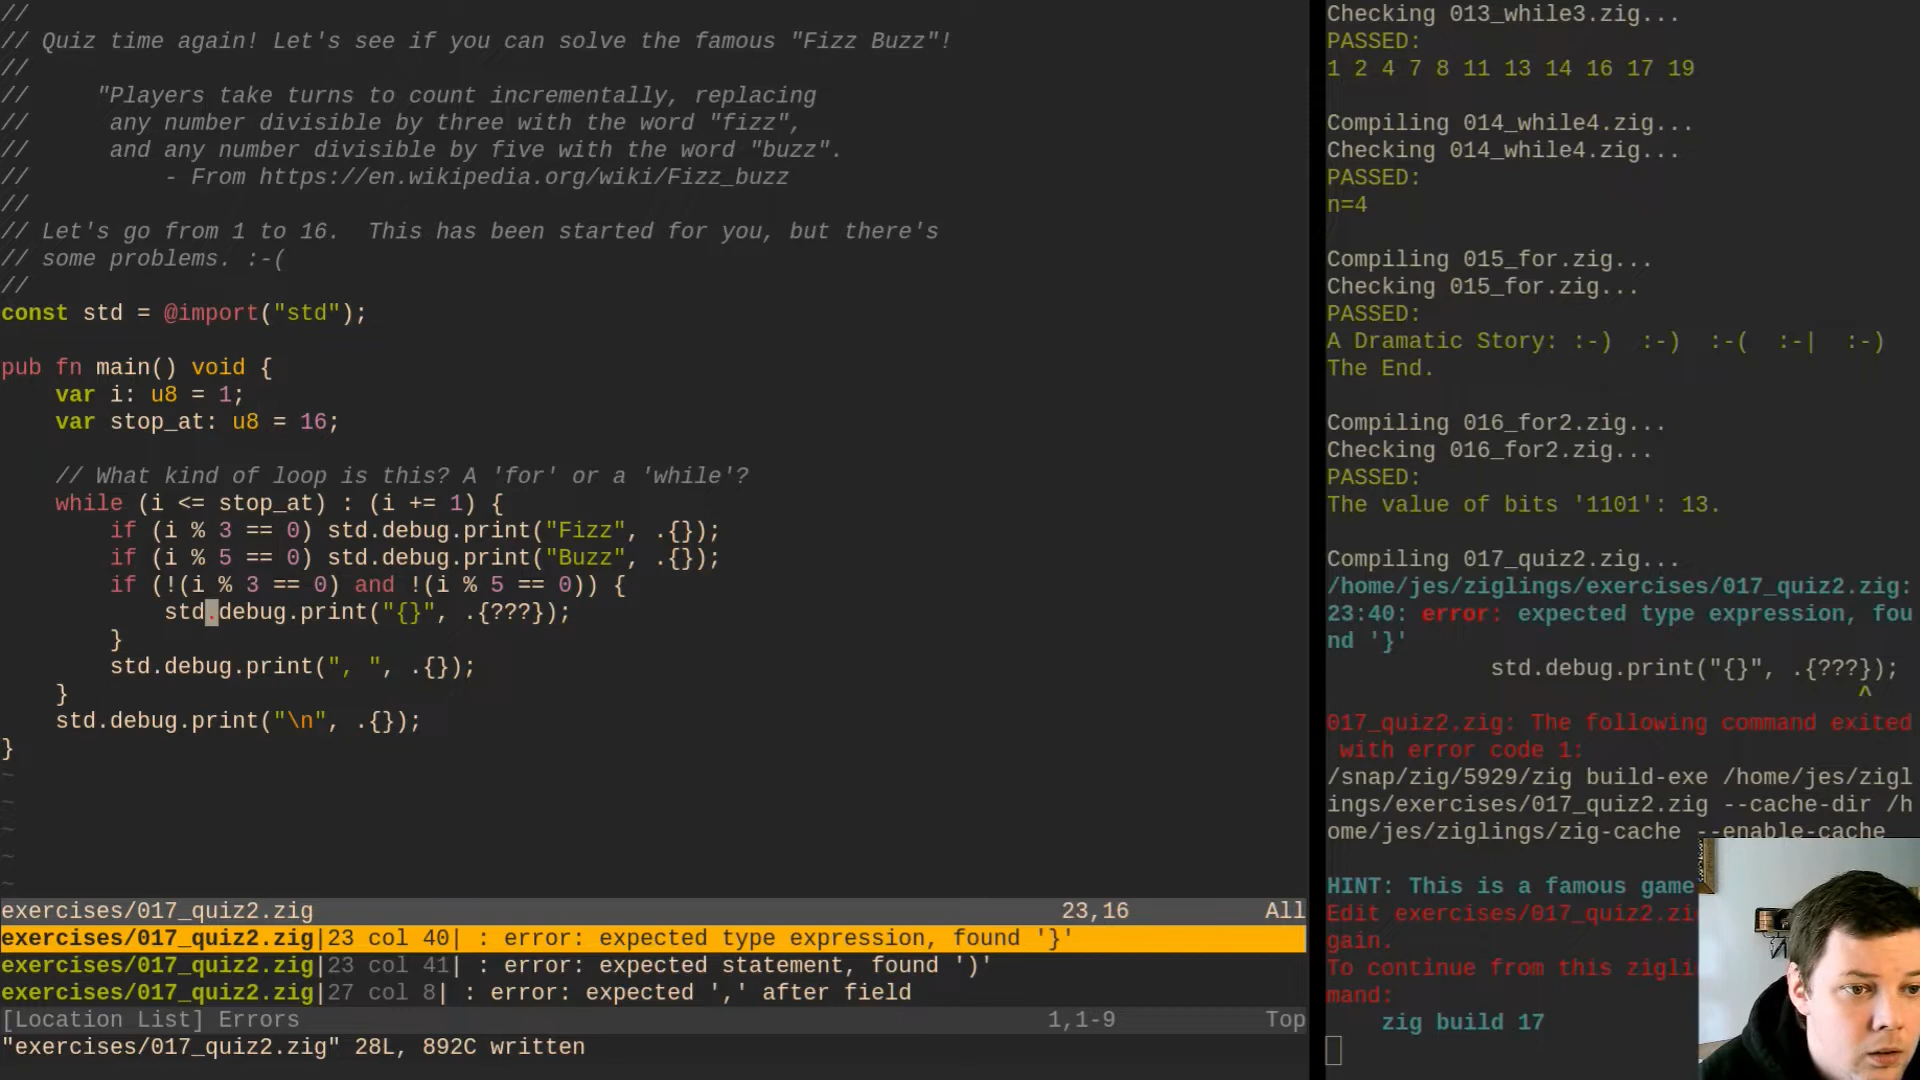 //
// Quiz time again! Let's see if you can solve the famous "Fizz Buzz"!
//
//     "Players take turns to count incrementally, replacing
//      any number divisible by three with the word "fizz",
//      and any number divisible by five with the word "buzz".
//          - From https://en.wikipedia.org/wiki/Fizz_buzz
//
// Let's go from 1 to 16.  This has been started for you, but there's
// some problems. :-(
//
const std = @import("std");
pub fn main() void {
    var i: u8 = 1;
    var stop_at: u8 = 16;
    // What kind of loop is this? A 'for' or a 'while'?
    while (i <= stop_at) : (i += 1) {
        if (i % 3 == 0) std.debug.print("Fizz", .{});
        if (i % 5 == 0) std.debug.print("Buzz", .{});
        if (!(i % 3 == 0) and !(i % 5 == 0)) {
            std.debug.print("{}", .{???});
        }
        std.debug.print(", ", .{});
    }
    std.debug.print("\n", .{});
}
~
~
~
~
~
exercises/017_quiz2.zig 23,16 All
exercises/017_quiz2.zig|23 col 40| : error: expected type expression, found '}'
exercises/017_quiz2.zig|23 col 41| : error: expected statement, found ')'
exercises/017_quiz2.zig|27 col 8| : error: expected ',' after field
[Location List] Errors 1,1-9 Top
"exercises/017_quiz2.zig" 28L, 892C written
Checking 013_while3.zig...
PASSED:
1 2 4 7 8 11 13 14 16 17 19
Compiling 014_while4.zig...
Checking 014_while4.zig...
PASSED:
n=4
Compiling 015_for.zig...
Checking 015_for.zig...
PASSED:
A Dramatic Story: :-)  :-)  :-(  :-|  :-)
The End.
Compiling 016_for2.zig...
Checking 016_for2.zig...
PASSED:
The value of bits '1101': 13.
Compiling 017_quiz2.zig...
/home/jes/ziglings/exercises/017_quiz2.zig:
23:40: error: expected type expression, fou
nd '}'
            std.debug.print("{}", .{???});
^
017_quiz2.zig: The following command exited
 with error code 1:
/snap/zig/5929/zig build-exe /home/jes/zigl
ings/exercises/017_quiz2.zig --cache-dir /h
ome/jes/ziglings/zig-cache --enable-cache
HINT: This is a famous game
Edit exercises/017_quiz2.zi
gain.
To continue from this zigli
mand:
    zig build 17